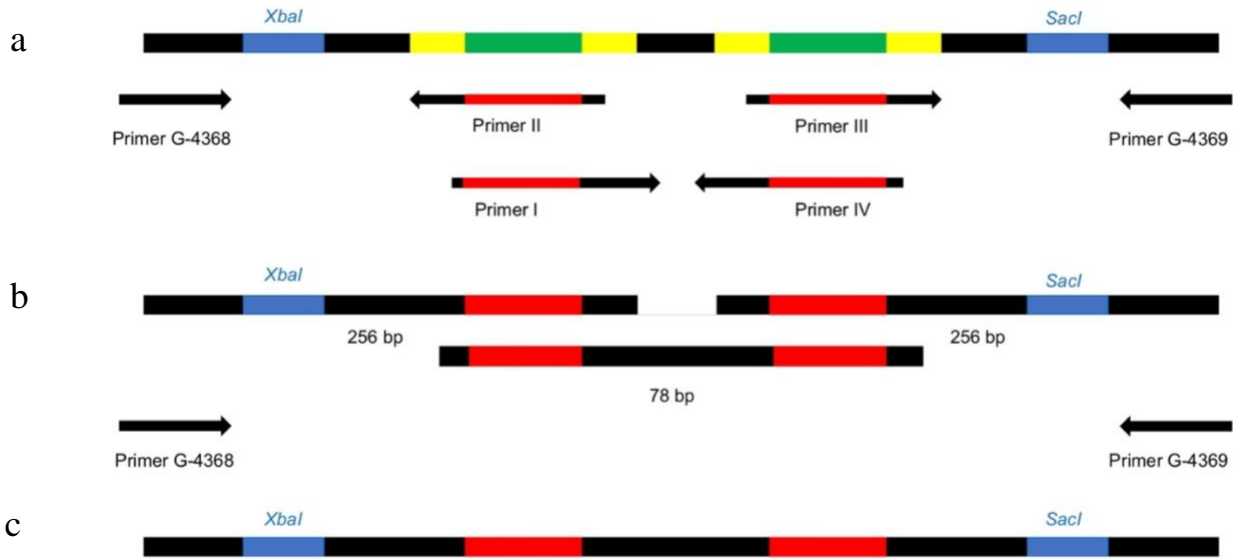 a
XbaI
SacI
Primer G-4368
Primer II
Primer III
Primer G-4369
Primer I
Primer IV
b
XbaI
SacI
256 bp
256 bp
78 bp
Primer G-4368
Primer G-4369
c
XbaI
SacI